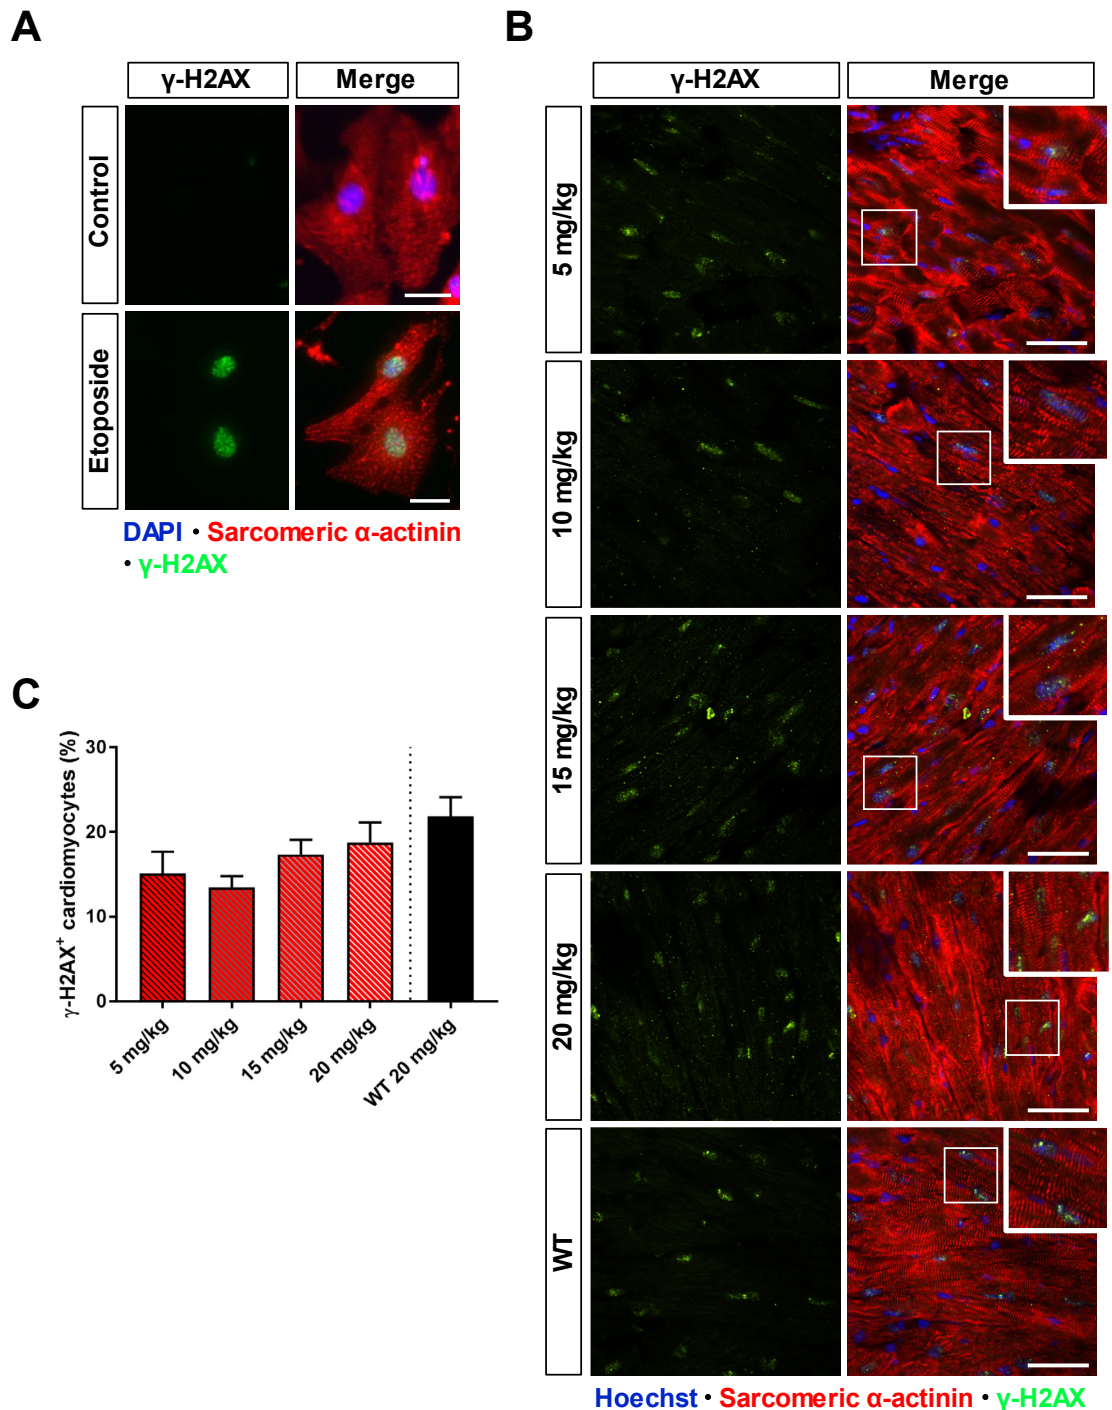 A
γ-H2AX
Merge
Control
Etoposide
DAPI • Sarcomeric α-actinin
• γ-H2AX
B
γ-H2AX
Merge
5 mg/kg
10 mg/kg
15 mg/kg
20 mg/kg
WT
Hoechst • Sarcomeric α-actinin • γ-H2AX
C
γ-H2AX⁺ cardiomyocytes (%)
30
20
10
0
5 mg/kg
10 mg/kg
15 mg/kg
20 mg/kg
WT 20 mg/kg